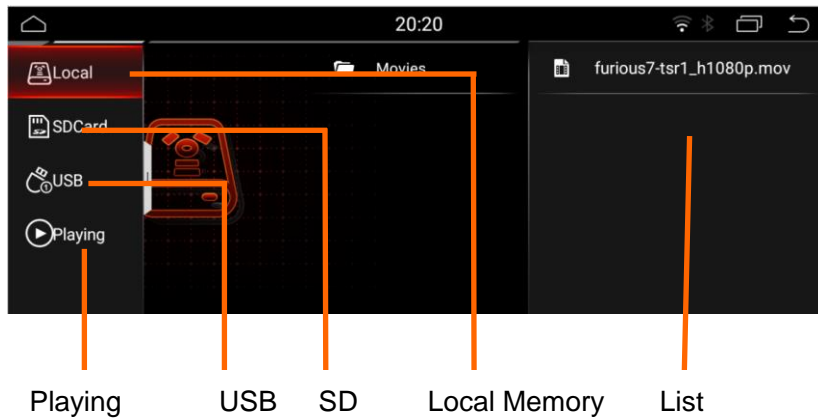 20:20
Local
Movies
furious7-tsr1_h1080p.mov
SDCard
USB
Playing
Playing USB SD Local Memory List